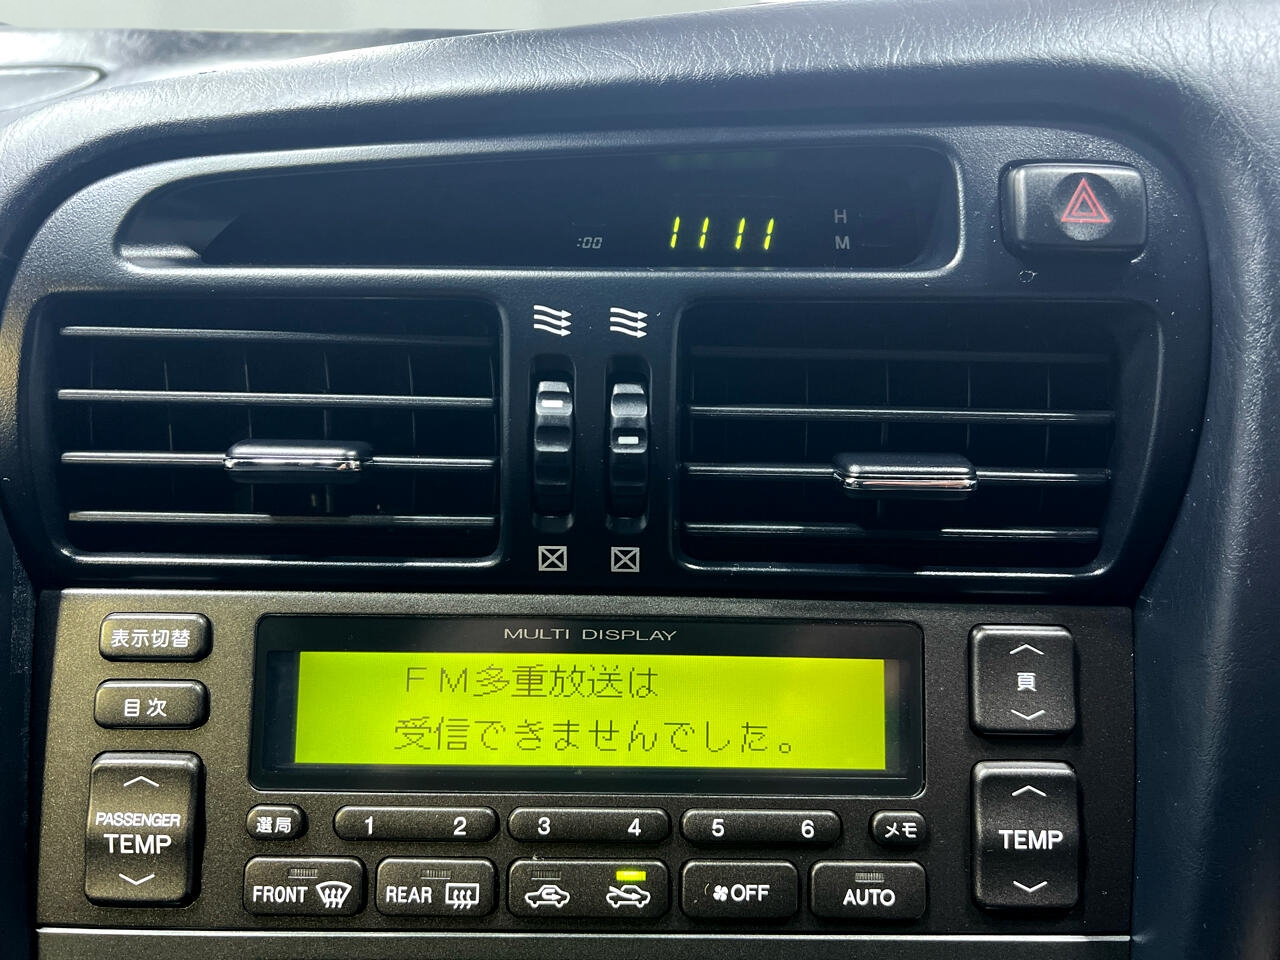 :00
11 11
H
M
MULTI DISPLAY
表示切替
目次
ＦＭ多重放送は
受信できませんでした。
頁
PASSENGER
TEMP
選局
1 2
3 4
5 6
メモ
TEMP
FRONT
REAR
OFF
AUTO